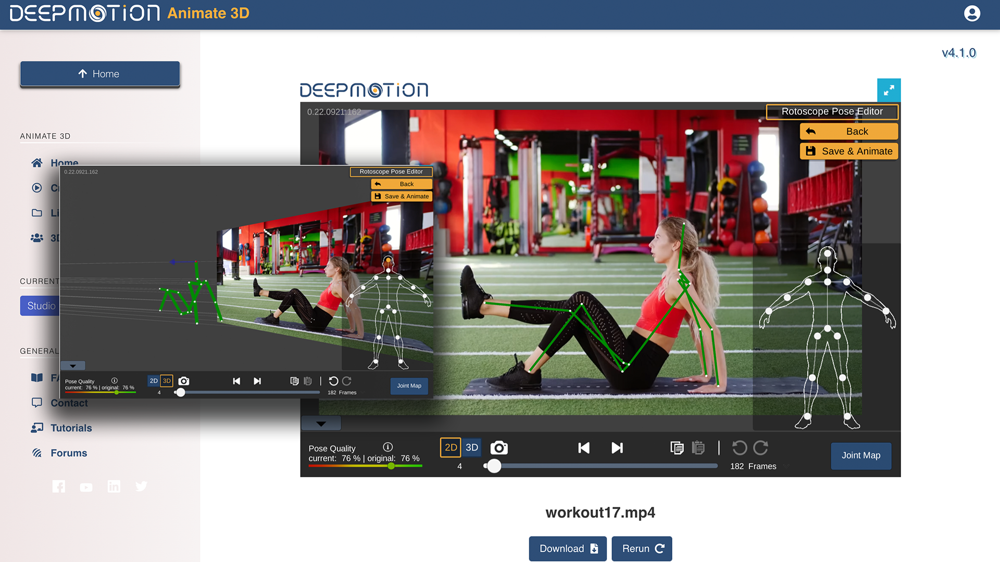 DEEPMOTION Animate 3D
v4.1.0
Home
ANIMATE 3D
Home
CURRENT
Studio
GENERAL
Contact
Tutorials
Forums
0.22.0921.162
Rotoscope Pose Editor
Back
Save & Animate
Pose Quality
current: 76 % | original: 76 %
2D 3D
4
182 Frames
Joint Map
DEEPMOTION
0.22.0921.162
Rotoscope Pose Editor
Back
Save & Animate
Pose Quality
current: 76 % | original: 76 %
2D 3D
4
182 Frames
Joint Map
workout17.mp4
Download
Rerun